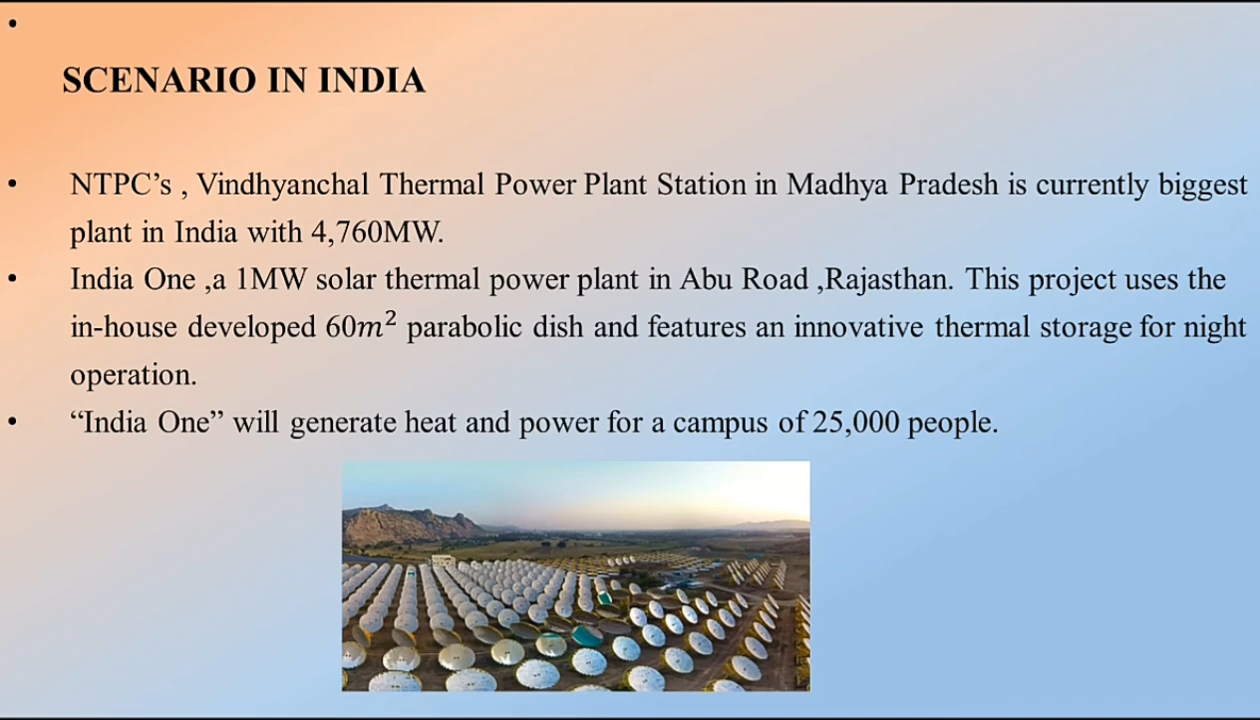 •
SCENARIO IN INDIA
• NTPC’s , Vindhyanchal Thermal Power Plant Station in Madhya Pradesh is currently biggest
plant in India with 4,760MW.
• India One ,a 1MW solar thermal power plant in Abu Road ,Rajasthan. This project uses the
in-house developed 60m² parabolic dish and features an innovative thermal storage for night
operation.
• “India One” will generate heat and power for a campus of 25,000 people.